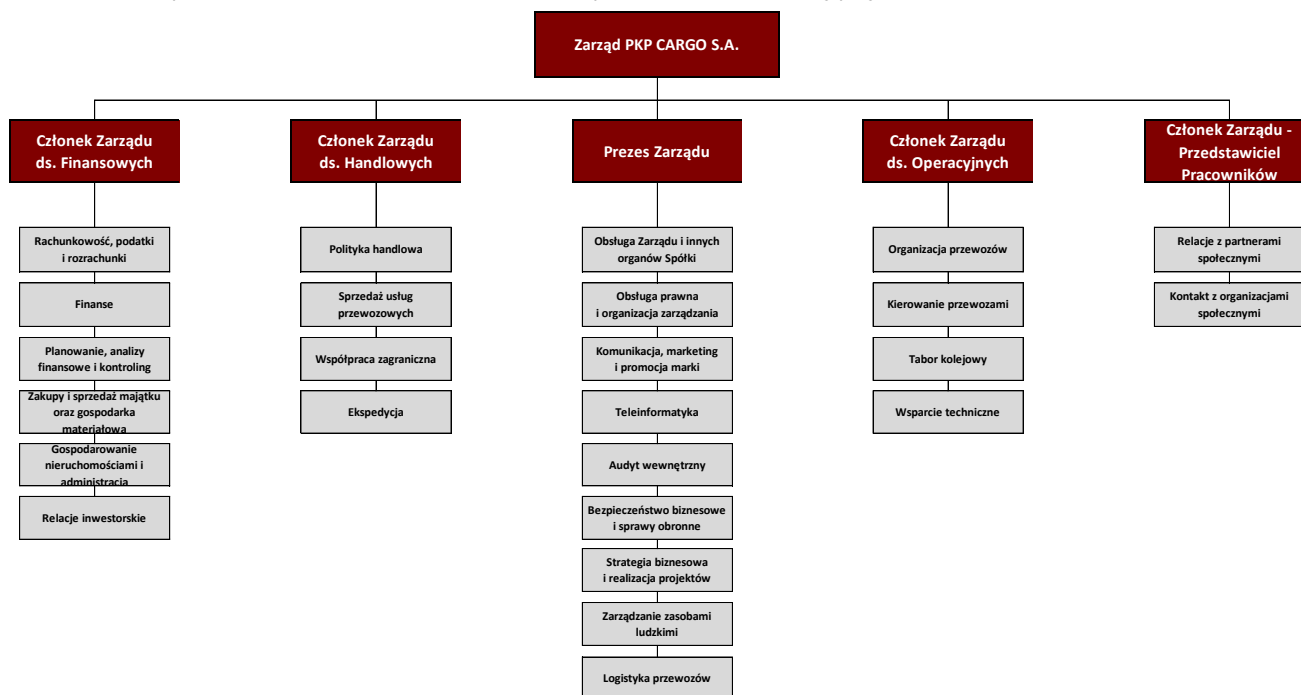 Zarząd PKP CARGO S.A.
Członek Zarządu
ds. Finansowych
Rachunkowość, podatki
i rozrachunki
Finanse
Planowanie, analizy
finansowe i kontroling
Zakupy i sprzedaż majątku
oraz gospodarka
materiałowa
Gospodarowanie
nieruchomościami i
administracja
Relacje inwestorskie
Członek Zarządu
ds. Handlowych
Polityka handlowa
Sprzedaż usług
przewozowych
Współpraca zagraniczna
Ekspedycja
Prezes Zarządu
Obsługa Zarządu i innych
organów Spółki
Obsługa prawna
i organizacja zarządzania
Komunikacja, marketing
i promocja marki
Teleinformatyka
Audyt wewnętrzny
Bezpieczeństwo biznesowe
i sprawy obronne
Strategia biznesowa
i realizacja projektów
Zarządzanie zasobami
ludzkimi
Logistyka przewozów
Członek Zarządu
ds. Operacyjnych
Organizacja przewozów
Kierowanie przewozami
Tabor kolejowy
Wsparcie techniczne
Członek Zarządu -
Przedstawiciel
Pracowników
Relacje z partnerami
społecznymi
Kontakt z organizacjami
społecznymi